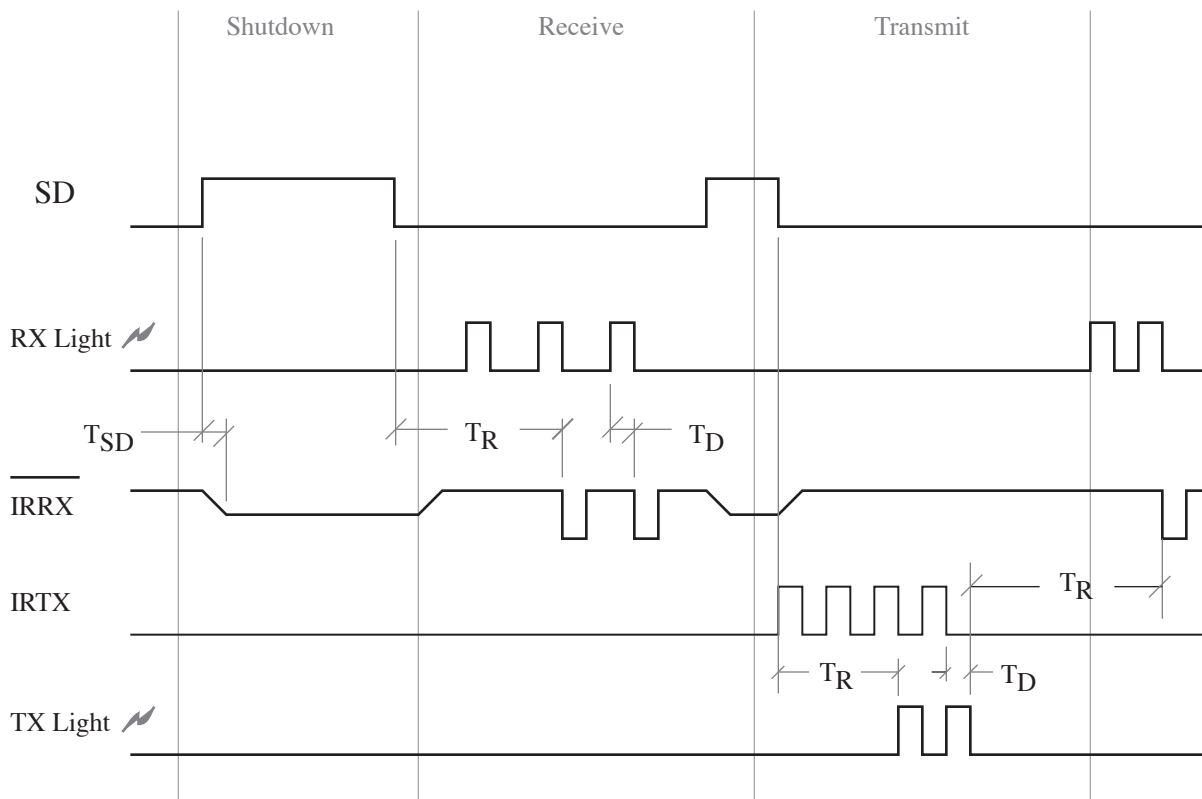 Shutdown Receive Transmit
SD
RX Light
TSD TR TD
IRRX
TR
IRTX
TR TD
TX Light